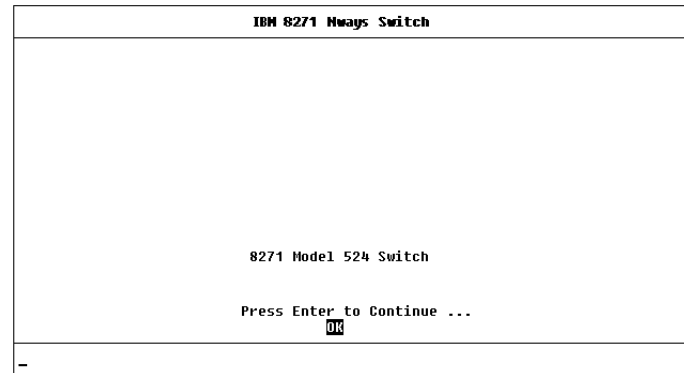 IBM 8271 Nways Switch
8271 Model 524 Switch
Press Enter to Continue ...
OK